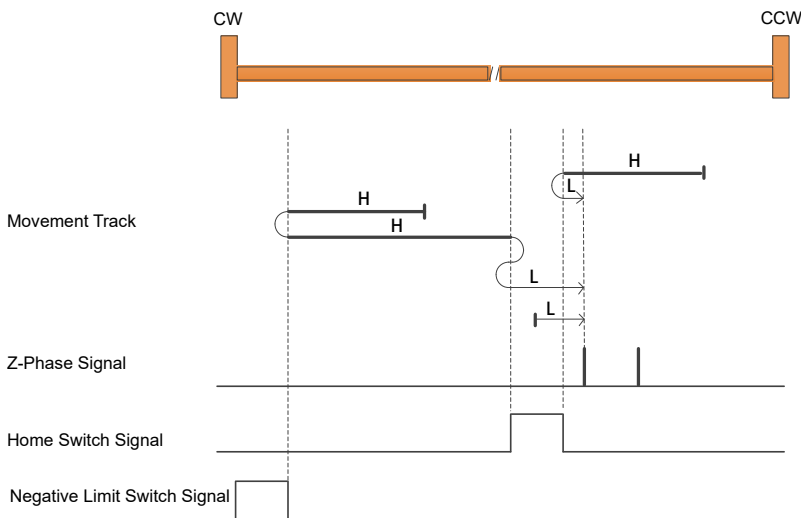 CW
CCW
H
L
H
Movement Track
H
L
L
Z-Phase Signal
Home Switch Signal
Negative Limit Switch Signal